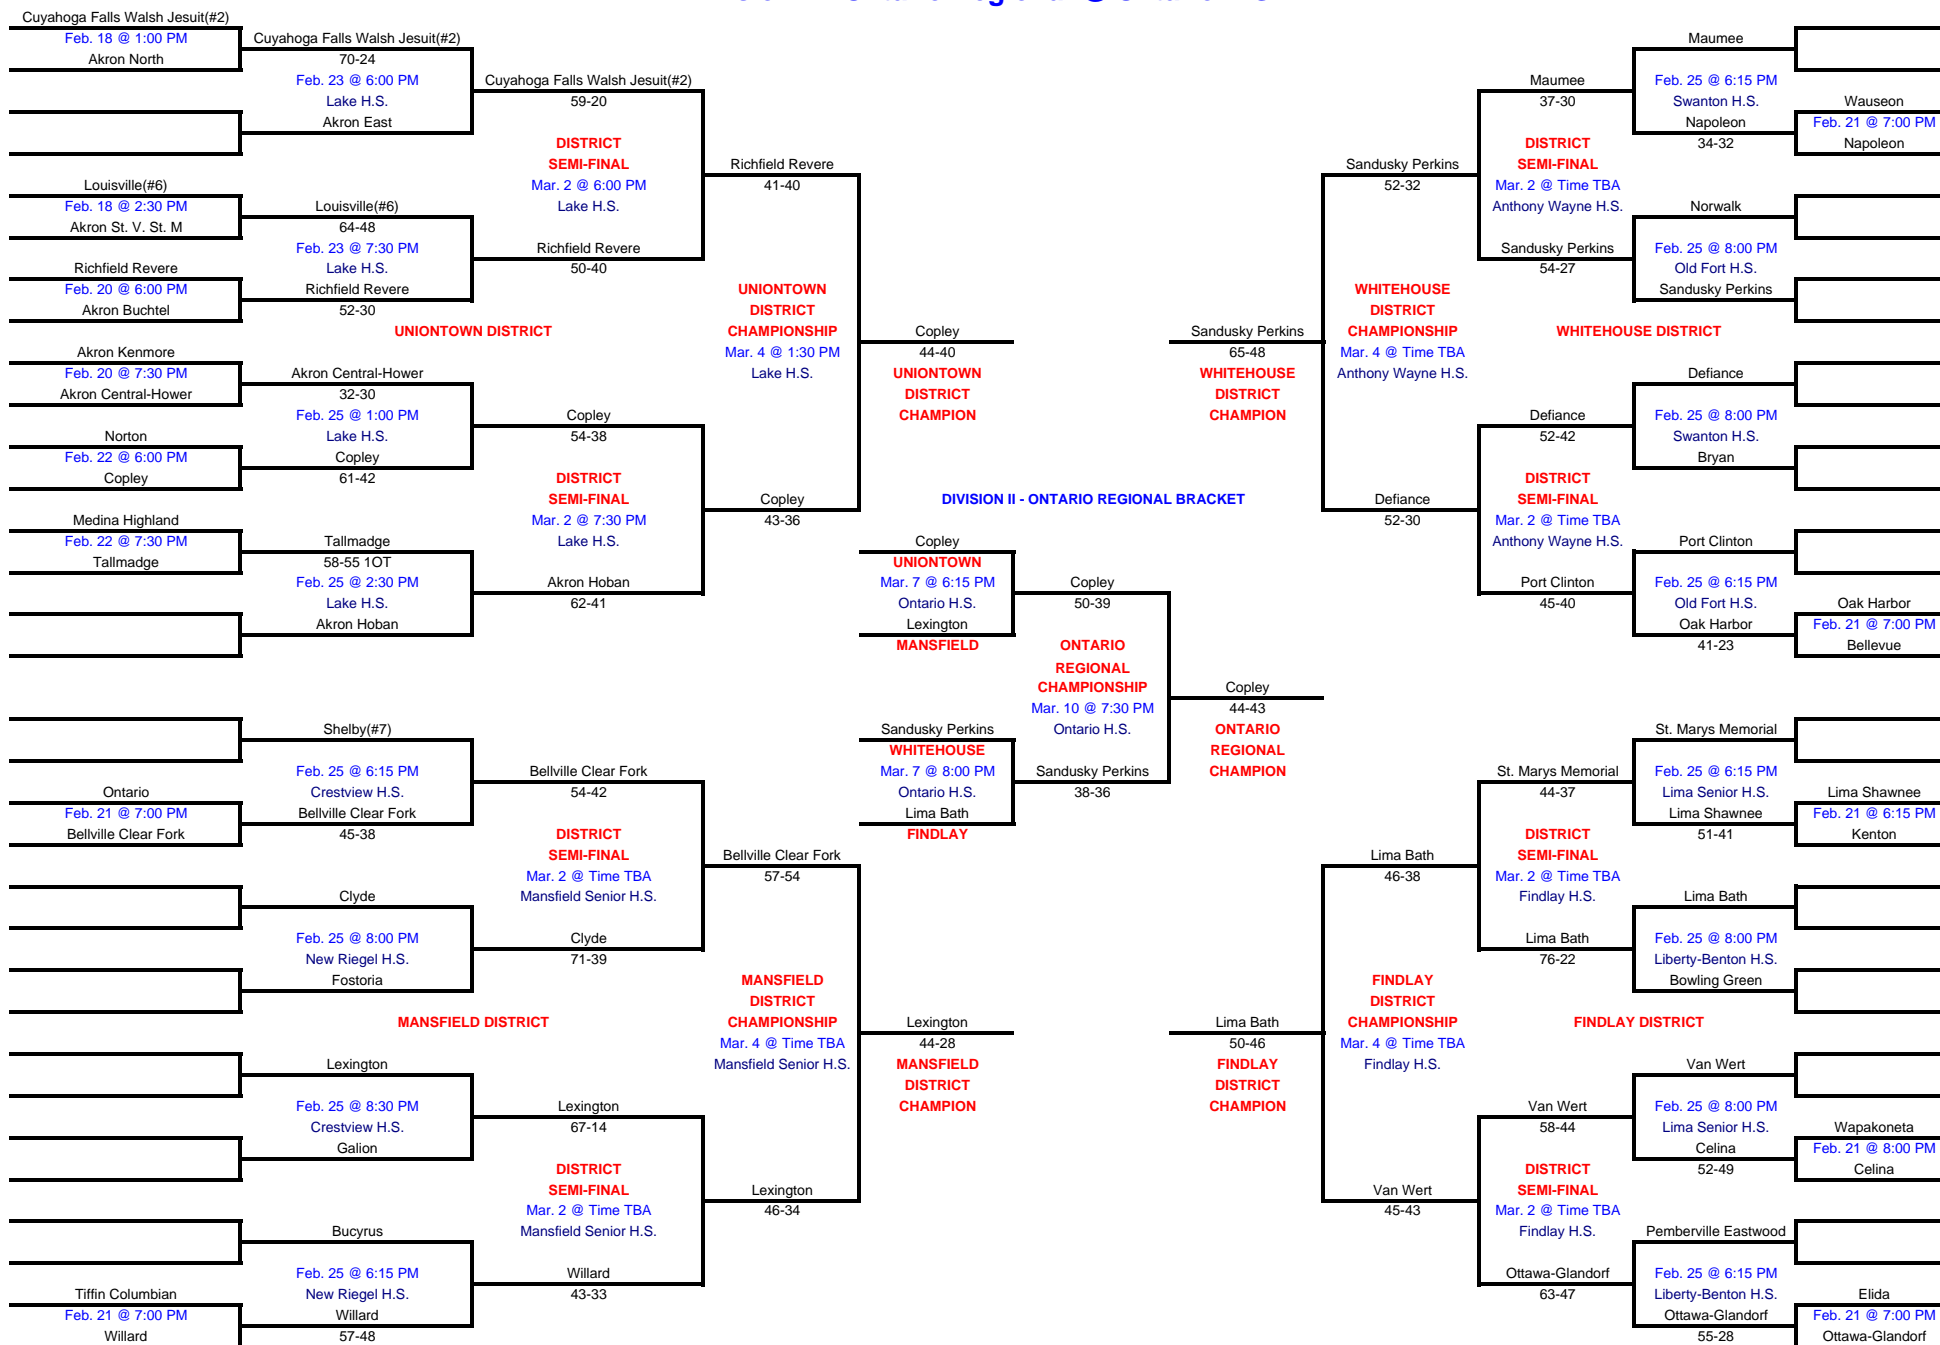 Cuyahoga Falls Walsh Jesuit(#2)
Feb. 18 @ 1:00 PM
Akron North
Louisville(#6)
Feb. 18 @ 2:30 PM
Akron St. V. St. M
Richfield Revere
Feb. 20 @ 6:00 PM
Akron Buchtel
Akron Kenmore
Feb. 20 @ 7:30 PM
Akron Central-Hower
Norton
Feb. 22 @ 6:00 PM
Copley
Medina Highland
Feb. 22 @ 7:30 PM
Tallmadge
Cuyahoga Falls Walsh Jesuit(#2)
70-24
Feb. 23 @ 6:00 PM
Lake H.S.
Akron East
Louisville(#6)
64-48
Feb. 23 @ 7:30 PM
Lake H.S.
Richfield Revere
52-30
UNIONTOWN DISTRICT
Akron Central-Hower
32-30
Feb. 25 @ 1:00 PM
Lake H.S.
Copley
61-42
Tallmadge
58-55 1OT
Feb. 25 @ 2:30 PM
Lake H.S.
Akron Hoban
Cuyahoga Falls Walsh Jesuit(#2)
59-20
DISTRICT
SEMI-FINAL
Mar. 2 @ 6:00 PM
Lake H.S.
Richfield Revere
50-40
Copley
54-38
DISTRICT
SEMI-FINAL
Mar. 2 @ 7:30 PM
Lake H.S.
Akron Hoban
62-41
Richfield Revere
41-40
UNIONTOWN
DISTRICT
CHAMPIONSHIP
Mar. 4 @ 1:30 PM
Lake H.S.
Copley
43-36
Copley
44-40
UNIONTOWN
DISTRICT
CHAMPION
Ontario
Feb. 21 @ 7:00 PM
Bellville Clear Fork
Tiffin Columbian
Feb. 21 @ 7:00 PM
Willard
Shelby(#7)
Feb. 25 @ 6:15 PM
Crestview H.S.
Bellville Clear Fork
45-38
Clyde
Feb. 25 @ 8:00 PM
New Riegel H.S.
Fostoria
MANSFIELD DISTRICT
Lexington
Feb. 25 @ 8:30 PM
Crestview H.S.
Galion
Bucyrus
Feb. 25 @ 6:15 PM
New Riegel H.S.
Willard
57-48
Bellville Clear Fork
54-42
DISTRICT
SEMI-FINAL
Mar. 2 @ Time TBA
Mansfield Senior H.S.
Clyde
71-39
Lexington
67-14
DISTRICT
SEMI-FINAL
Mar. 2 @ Time TBA
Mansfield Senior H.S.
Willard
43-33
Bellville Clear Fork
57-54
MANSFIELD
DISTRICT
CHAMPIONSHIP
Mar. 4 @ Time TBA
Mansfield Senior H.S.
Lexington
46-34
Lexington
44-28
MANSFIELD
DISTRICT
CHAMPION
DIVISION II - ONTARIO REGIONAL BRACKET
Copley
UNIONTOWN
Mar. 7 @ 6:15 PM
Ontario H.S.
Lexington
MANSFIELD
Sandusky Perkins
WHITEHOUSE
Mar. 7 @ 8:00 PM
Ontario H.S.
Lima Bath
FINDLAY
Copley
50-39
ONTARIO
REGIONAL
CHAMPIONSHIP
Mar. 10 @ 7:30 PM
Ontario H.S.
Sandusky Perkins
38-36
Copley
44-43
ONTARIO
REGIONAL
CHAMPION
Sandusky Perkins
65-48
WHITEHOUSE
DISTRICT
CHAMPION
Sandusky Perkins
52-32
WHITEHOUSE
DISTRICT
CHAMPIONSHIP
Mar. 4 @ Time TBA
Anthony Wayne H.S.
Defiance
52-30
Maumee
37-30
DISTRICT
SEMI-FINAL
Mar. 2 @ Time TBA
Anthony Wayne H.S.
Sandusky Perkins
54-27
WHITEHOUSE DISTRICT
Defiance
52-42
DISTRICT
SEMI-FINAL
Mar. 2 @ Time TBA
Anthony Wayne H.S.
Port Clinton
45-40
Maumee
Feb. 25 @ 6:15 PM
Swanton H.S.
Napoleon
34-32
Norwalk
Feb. 25 @ 8:00 PM
Old Fort H.S.
Sandusky Perkins
Defiance
Feb. 25 @ 8:00 PM
Swanton H.S.
Bryan
Port Clinton
Feb. 25 @ 6:15 PM
Old Fort H.S.
Oak Harbor
41-23
Wauseon
Feb. 21 @ 7:00 PM
Napoleon
Oak Harbor
Feb. 21 @ 7:00 PM
Bellevue
Lima Bath
50-46
FINDLAY
DISTRICT
CHAMPION
Lima Bath
46-38
FINDLAY
DISTRICT
CHAMPIONSHIP
Mar. 4 @ Time TBA
Findlay H.S.
Van Wert
45-43
St. Marys Memorial
44-37
DISTRICT
SEMI-FINAL
Mar. 2 @ Time TBA
Findlay H.S.
Lima Bath
76-22
FINDLAY DISTRICT
Van Wert
58-44
DISTRICT
SEMI-FINAL
Mar. 2 @ Time TBA
Findlay H.S.
Ottawa-Glandorf
63-47
St. Marys Memorial
Feb. 25 @ 6:15 PM
Lima Senior H.S.
Lima Shawnee
51-41
Lima Bath
Feb. 25 @ 8:00 PM
Liberty-Benton H.S.
Bowling Green
Van Wert
Feb. 25 @ 8:00 PM
Lima Senior H.S.
Celina
52-49
Pemberville Eastwood
Feb. 25 @ 6:15 PM
Liberty-Benton H.S.
Ottawa-Glandorf
55-28
Lima Shawnee
Feb. 21 @ 6:15 PM
Kenton
Wapakoneta
Feb. 21 @ 8:00 PM
Celina
Elida
Feb. 21 @ 7:00 PM
Ottawa-Glandorf